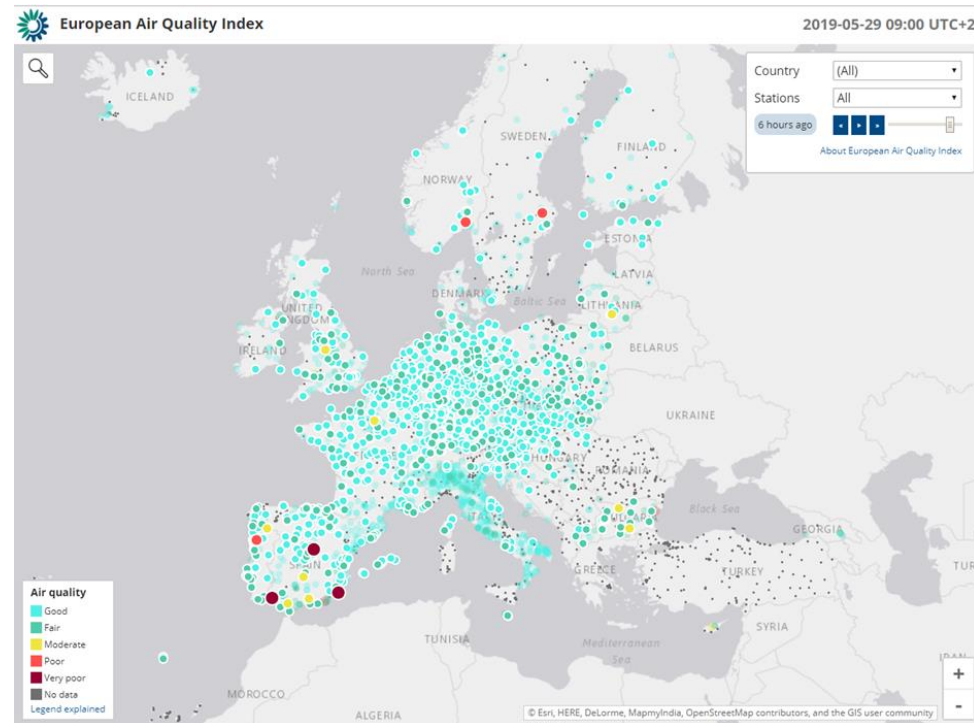 European Air Quality Index
2019-05-29 09:00 UTC+2
Country (All)
Stations All
6 hours ago
About European Air Quality Index
ICELAND
SWEDEN
FINLAND
NORWAY
ESTONIA
North Sea
LATVIA
DENMARK
Baltic Sea
LITHUANIA
UNITED
KINGDOM
IRELAND
BELARUS
UKRAINE
HUNGARY
ROMANIA
Black Sea
GEORGIA
SPAIN
GREECE
TURKEY
TUR
SYRIA
TUNISIA
Mediterranean
Sea
IRAN
MOROCCO
ALGERIA
Air quality
Good
Fair
Moderate
Poor
Very poor
No data
Legend explained
+
-
© Esri, HERE, DeLorme, MapmyIndia, OpenStreetMap contributors, and the GIS user community